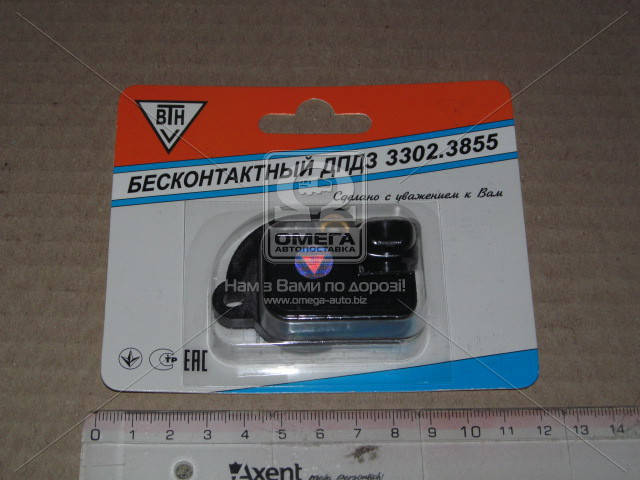 ВТН
БЕСКОНТАКТНЫЙ ДПДЗ 3302.3855
Сделано с уважением к Вам
ОМЕГА
АВТОПОСТАВКА
Нам з Вами по дорозі!
www.omega-auto.biz
ТР ЕАС
0 1 2 3 4 5 6 7 8 9 10 11 12 13 14
Axent